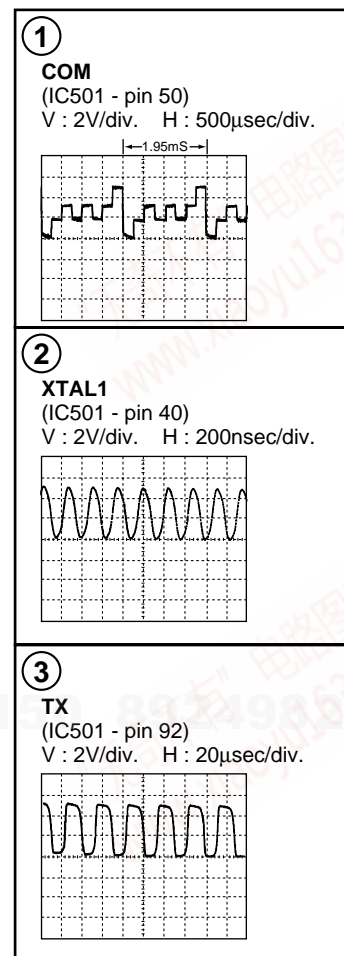 1
COM
(IC501 - pin 50)
V : 2V/div. H : 500μsec/div.
1.95mS
2
XTAL1
(IC501 - pin 40)
V : 2V/div. H : 200nsec/div.
3
TX
(IC501 - pin 92)
V : 2V/div. H : 20μsec/div.